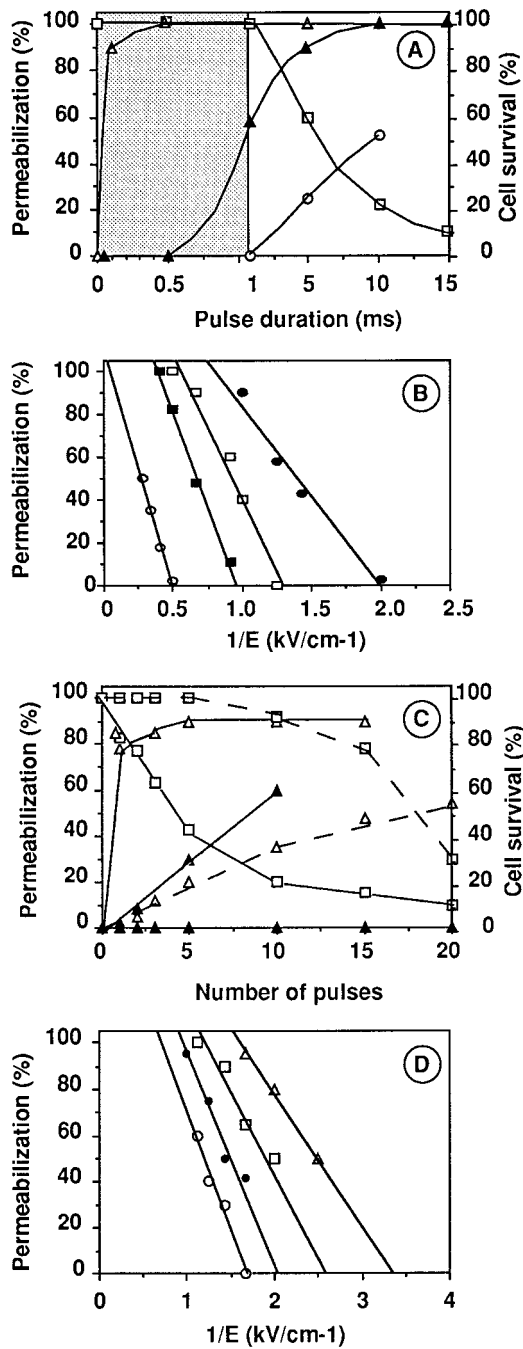 Permeabilization (%)
100
80
60
40
20
0
A
100
80
60
40
20
0
Cell survival (%)
0 0.5 1 5 10 15
Pulse duration (ms)
Permeabilization (%)
100
80
60
40
20
0
B
0 0.5 1.0 1.5 2.0 2.5
1/E (kV/cm-1)
Permeabilization (%)
100
80
60
40
20
0
C
100
80
60
40
20
0
Cell survival (%)
0 5 10 15 20
Number of pulses
Permeabilization (%)
100
80
60
40
20
0
D
0 1 2 3 4
1/E (kV/cm-1)